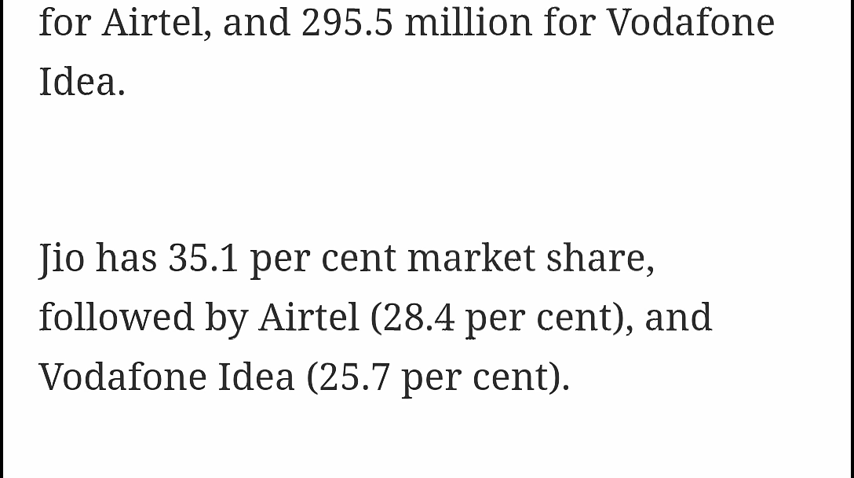 for Airtel, and 295.5 million for Vodafone
Idea.
Jio has 35.1 per cent market share,
followed by Airtel (28.4 per cent), and
Vodafone Idea (25.7 per cent).